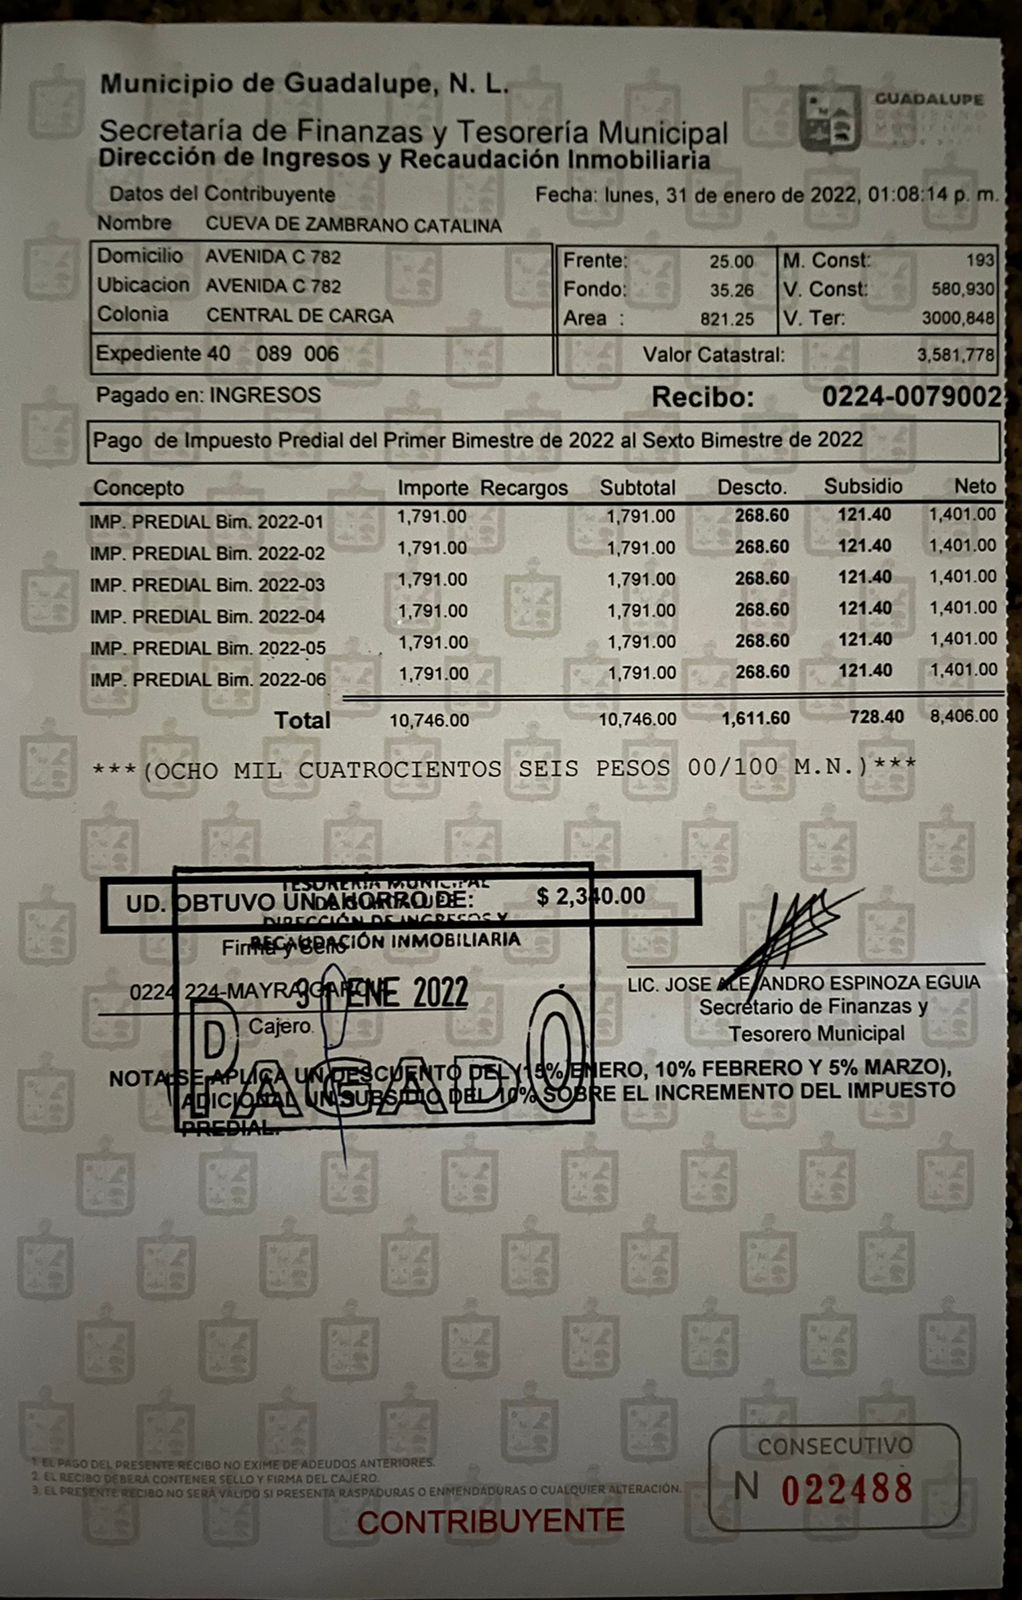 Municipio de Guadalupe, N. L.
GUADALUPE
Secretaría de Finanzas y Tesorería Municipal
Dirección de Ingresos y Recaudación Inmobiliaria
Datos del Contribuyente Fecha: lunes, 31 de enero de 2022, 01:08:14 p. m.
Nombre CUEVA DE ZAMBRANO CATALINA
Domicilio AVENIDA C 782 Frente: 25.00 M. Const: 193
Ubicacion AVENIDA C 782 Fondo: 35.26 V. Const: 580,930
Colonia CENTRAL DE CARGA Area : 821.25 V. Ter: 3000,848
Expediente 40 089 006 Valor Catastral: 3,581,778
Pagado en: INGRESOS Recibo: 0224-0079002
Pago de Impuesto Predial del Primer Bimestre de 2022 al Sexto Bimestre de 2022
Concepto Importe Recargos Subtotal Descto. Subsidio Neto
IMP. PREDIAL Bim. 2022-01 1,791.00 1,791.00 268.60 121.40 1,401.00
IMP. PREDIAL Bim. 2022-02 1,791.00 1,791.00 268.60 121.40 1,401.00
IMP. PREDIAL Bim. 2022-03 1,791.00 1,791.00 268.60 121.40 1,401.00
IMP. PREDIAL Bim. 2022-04 1,791.00 1,791.00 268.60 121.40 1,401.00
IMP. PREDIAL Bim. 2022-05 1,791.00 1,791.00 268.60 121.40 1,401.00
IMP. PREDIAL Bim. 2022-06 1,791.00 1,791.00 268.60 121.40 1,401.00
Total 10,746.00 10,746.00 1,611.60 728.40 8,406.00
***(OCHO MIL CUATROCIENTOS SEIS PESOS 00/100 M.N.)***
TESORERÍA MUNICIPAL
UD. OBTUVO UN AHORRO DE: $ 2,340.00
DIRECCIÓN DE INGRESOS Y
RECAUDACIÓN INMOBILIARIA
Firma y Sello
0224 224-MAYRA
31 ENE 2022
Cajero.
PAGADO
LIC. JOSE ALEJANDRO ESPINOZA EGUIA
Secretario de Finanzas y
Tesorero Municipal
NOTA SE APLICA UN DESCUENTO DEL (15% ENERO, 10% FEBRERO Y 5% MARZO),
ADICIONAL UN SUBSIDIO DEL 10% SOBRE EL INCREMENTO DEL IMPUESTO
PREDIAL.
1. EL PAGO DEL PRESENTE RECIBO NO EXIME DE ADEUDOS ANTERIORES.
2. EL RECIBO DEBERÁ CONTENER SELLO Y FIRMA DEL CAJERO.
3. EL PRESENTE RECIBO NO SERÁ VÁLIDO SI PRESENTA RASPADURAS O ENMENDADURAS O CUALQUIER ALTERACIÓN.
CONTRIBUYENTE
CONSECUTIVO
N 022488